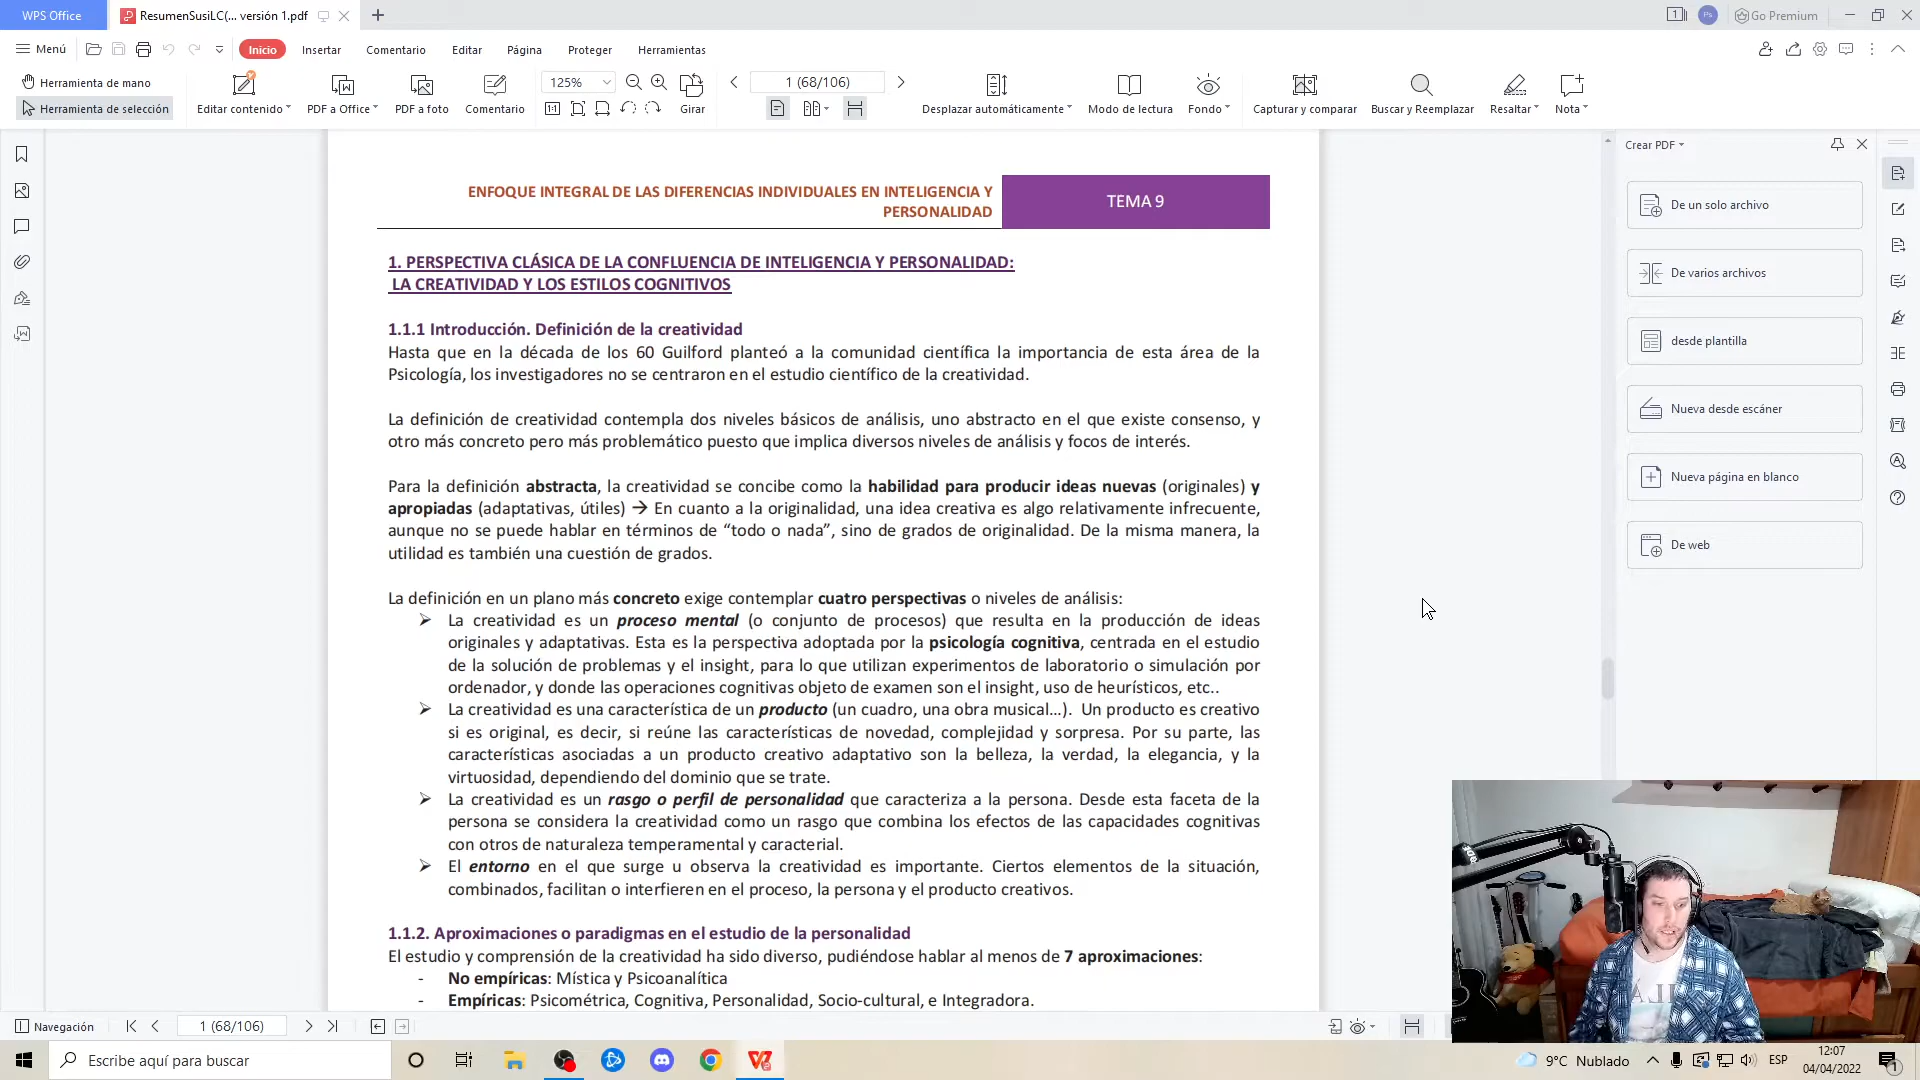 WPS Office
ResumenSusiLC(... versión 1.pdf
Go Premium
Menú
Inicio
Insertar
Comentario
Editar
Página
Proteger
Herramientas
Herramienta de mano
Herramienta de selección
Editar contenido
PDF a Office
PDF a foto
Comentario
125%
Girar
1 (68/106)
Desplazar automáticamente
Modo de lectura
Fondo
Capturar y comparar
Buscar y Reemplazar
Resaltar
Nota
Crear PDF
De un solo archivo
De varios archivos
desde plantilla
Nueva desde escáner
Nueva página en blanco
De web
ENFOQUE INTEGRAL DE LAS DIFERENCIAS INDIVIDUALES EN INTELIGENCIA Y
PERSONALIDAD
TEMA 9
1. PERSPECTIVA CLÁSICA DE LA CONFLUENCIA DE INTELIGENCIA Y PERSONALIDAD:
LA CREATIVIDAD Y LOS ESTILOS COGNITIVOS
1.1.1 Introducción. Definición de la creatividad
Hasta que en la década de los 60 Guilford planteó a la comunidad científica la importancia de esta área de la
Psicología, los investigadores no se centraron en el estudio científico de la creatividad.
La definición de creatividad contempla dos niveles básicos de análisis, uno abstracto en el que existe consenso, y
otro más concreto pero más problemático puesto que implica diversos niveles de análisis y focos de interés.
Para la definición abstracta, la creatividad se concibe como la habilidad para producir ideas nuevas (originales) y
apropiadas (adaptativas, útiles) → En cuanto a la originalidad, una idea creativa es algo relativamente infrecuente,
aunque no se puede hablar en términos de “todo o nada”, sino de grados de originalidad. De la misma manera, la
utilidad es también una cuestión de grados.
La definición en un plano más concreto exige contemplar cuatro perspectivas o niveles de análisis:
➢ La creatividad es un proceso mental (o conjunto de procesos) que resulta en la producción de ideas
originales y adaptativas. Esta es la perspectiva adoptada por la psicología cognitiva, centrada en el estudio
de la solución de problemas y el insight, para lo que utilizan experimentos de laboratorio o simulación por
ordenador, y donde las operaciones cognitivas objeto de examen son el insight, uso de heurísticos, etc..
➢ La creatividad es una característica de un producto (un cuadro, una obra musical…). Un producto es creativo
si es original, es decir, si reúne las características de novedad, complejidad y sorpresa. Por su parte, las
características asociadas a un producto creativo adaptativo son la belleza, la verdad, la elegancia, y la
virtuosidad, dependiendo del dominio que se trate.
➢ La creatividad es un rasgo o perfil de personalidad que caracteriza a la persona. Desde esta faceta de la
persona se considera la creatividad como un rasgo que combina los efectos de las capacidades cognitivas
con otros de naturaleza temperamental y caracterial.
➢ El entorno en el que surge u observa la creatividad es importante. Ciertos elementos de la situación,
combinados, facilitan o interfieren en el proceso, la persona y el producto creativos.
1.1.2. Aproximaciones o paradigmas en el estudio de la personalidad
El estudio y comprensión de la creatividad ha sido diverso, pudiéndose hablar al menos de 7 aproximaciones:
- No empíricas: Mística y Psicoanalítica
- Empíricas: Psicométrica, Cognitiva, Personalidad, Socio-cultural, e Integradora.
Navegación
1 (68/106)
Escribe aquí para buscar
9°C Nublado
ESP
12:07
04/04/2022